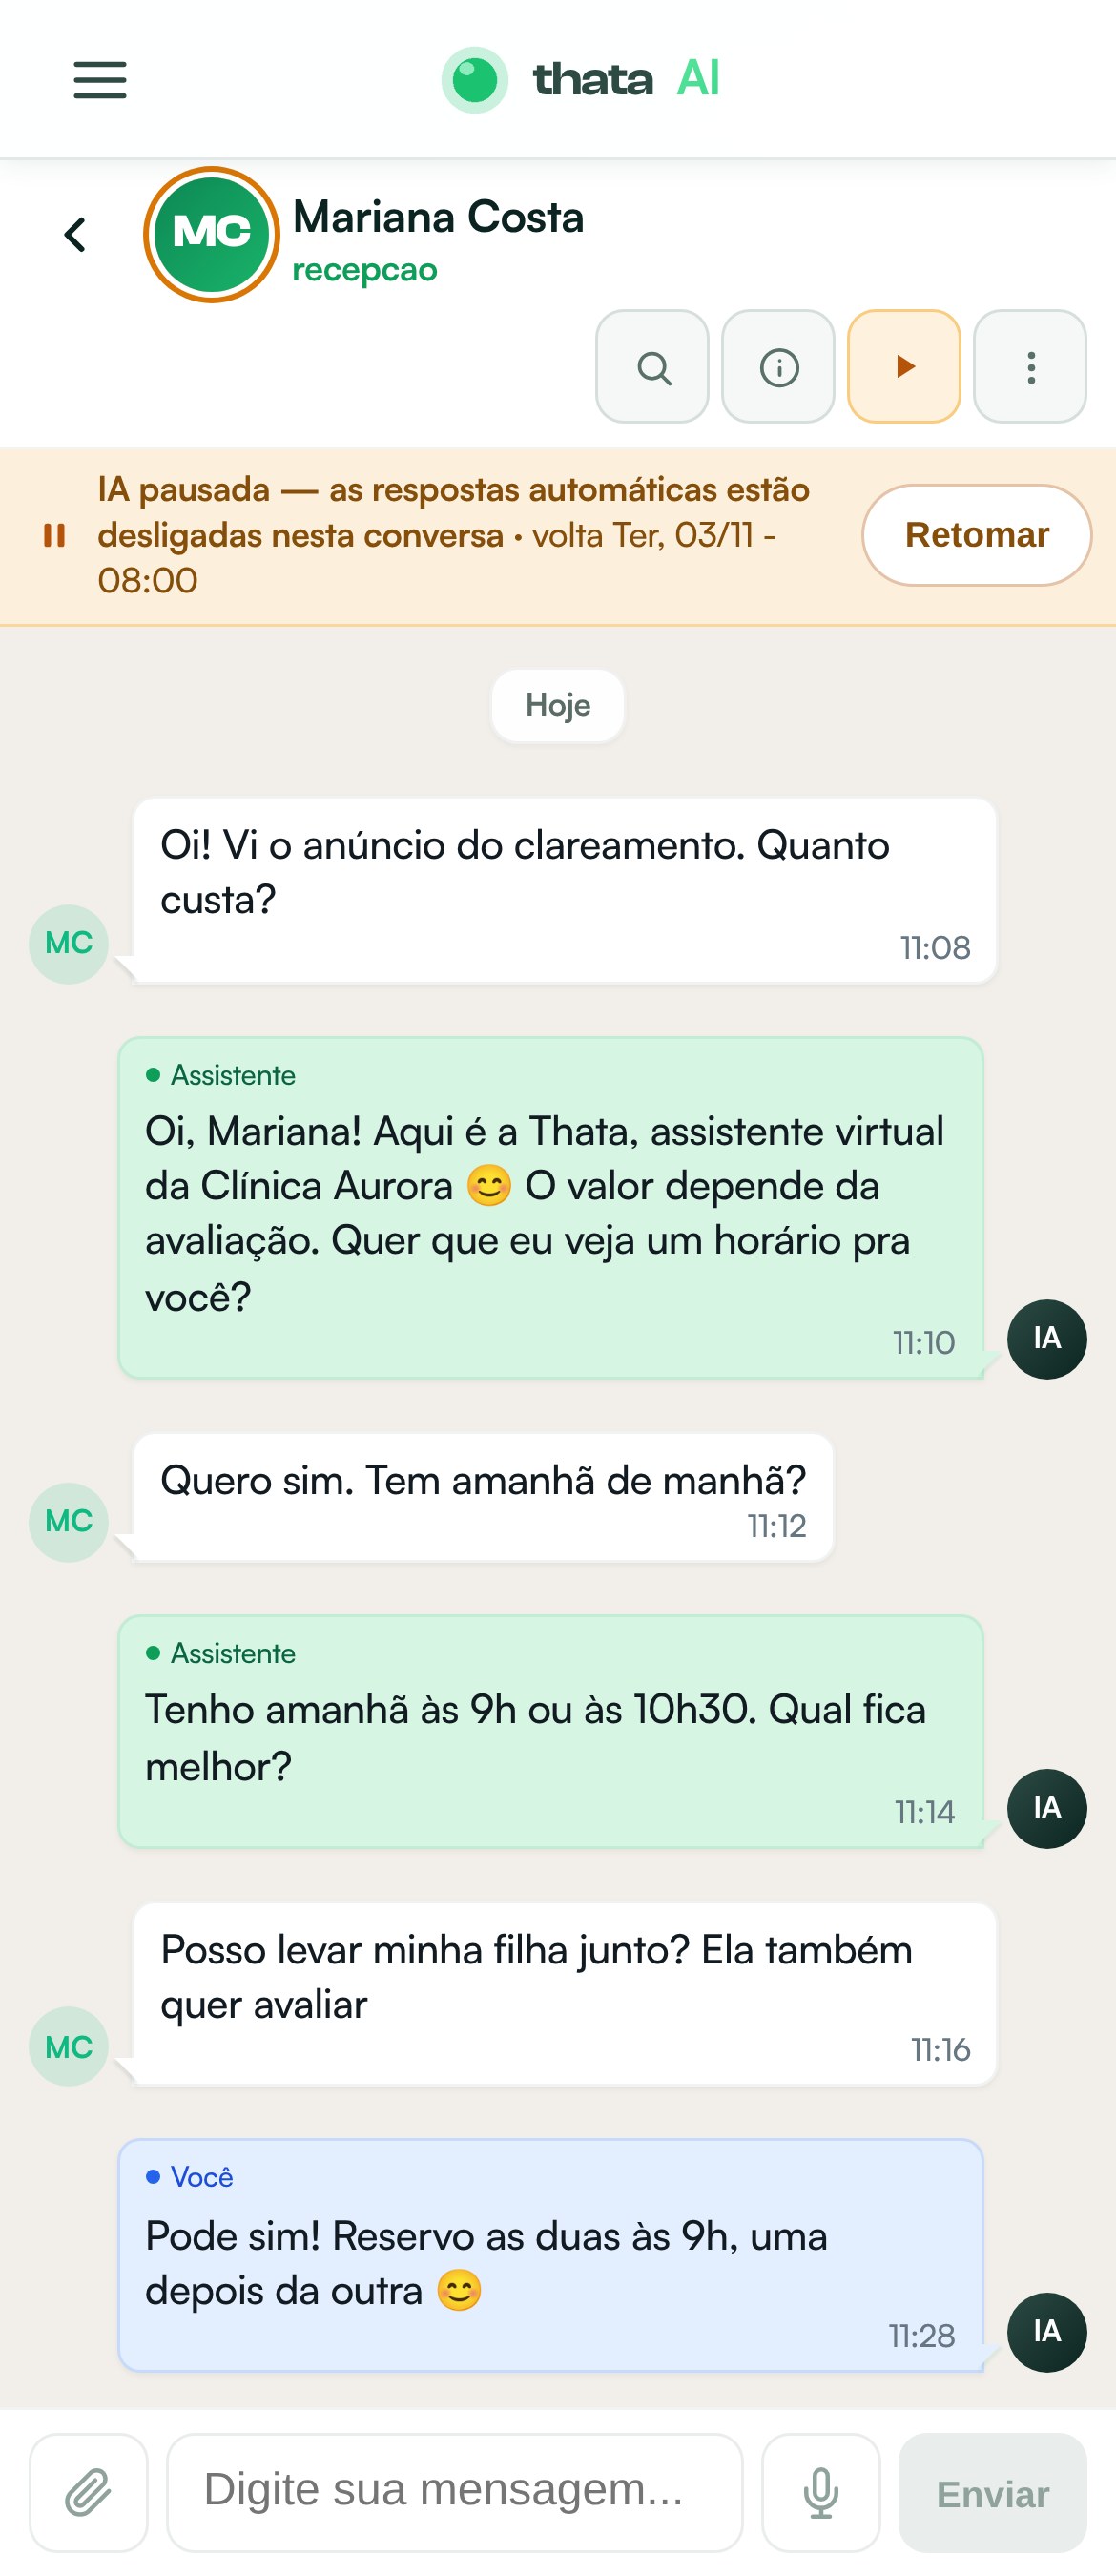 thata AI
MC
Mariana Costa
recepcao
IA pausada — as respostas automáticas estão
desligadas nesta conversa · volta Ter, 03/11 -
08:00
Retomar
Hoje
Oi! Vi o anúncio do clareamento. Quanto
custa?
11:08
MC
Assistente
Oi, Mariana! Aqui é a Thata, assistente virtual
da Clínica Aurora 😊 O valor depende da
avaliação. Quer que eu veja um horário pra
você?
11:10
IA
Quero sim. Tem amanhã de manhã?
11:12
MC
Assistente
Tenho amanhã às 9h ou às 10h30. Qual fica
melhor?
11:14
IA
Posso levar minha filha junto? Ela também
quer avaliar
11:16
MC
Você
Pode sim! Reservo as duas às 9h, uma
depois da outra 😊
11:28
IA
Digite sua mensagem...
Enviar